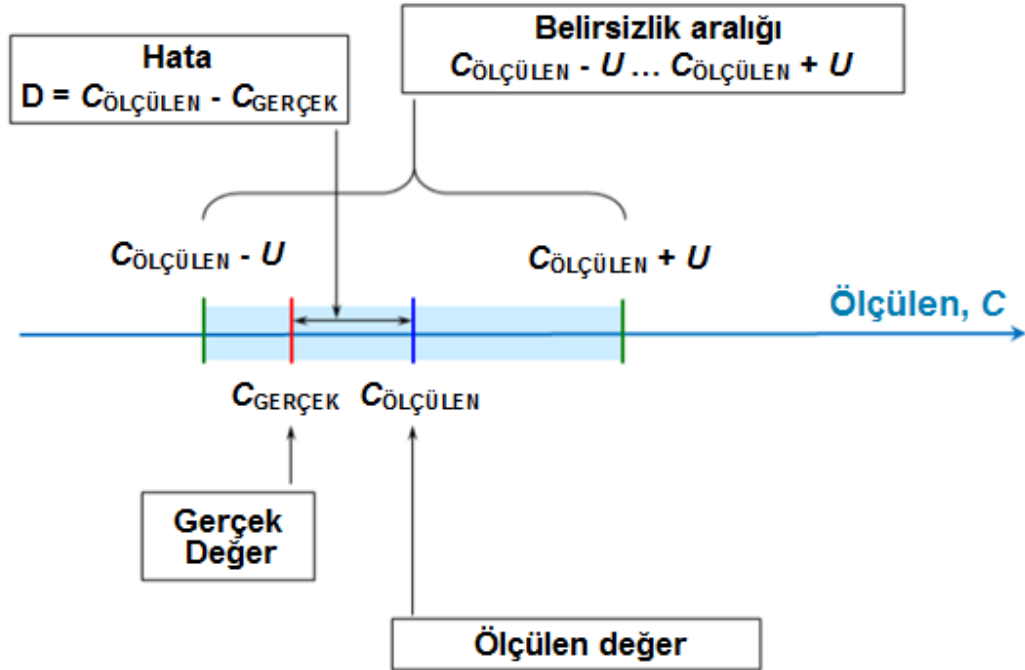 Hata
D = CÖLÇÜLEN - CGERÇEK
Belirsizlik aralığı
CÖLÇÜLEN - U ... CÖLÇÜLEN + U
CÖLÇÜLEN - U
CÖLÇÜLEN + U
Ölçülen, C
CGERÇEK
CÖLÇÜLEN
Gerçek
Değer
Ölçülen değer